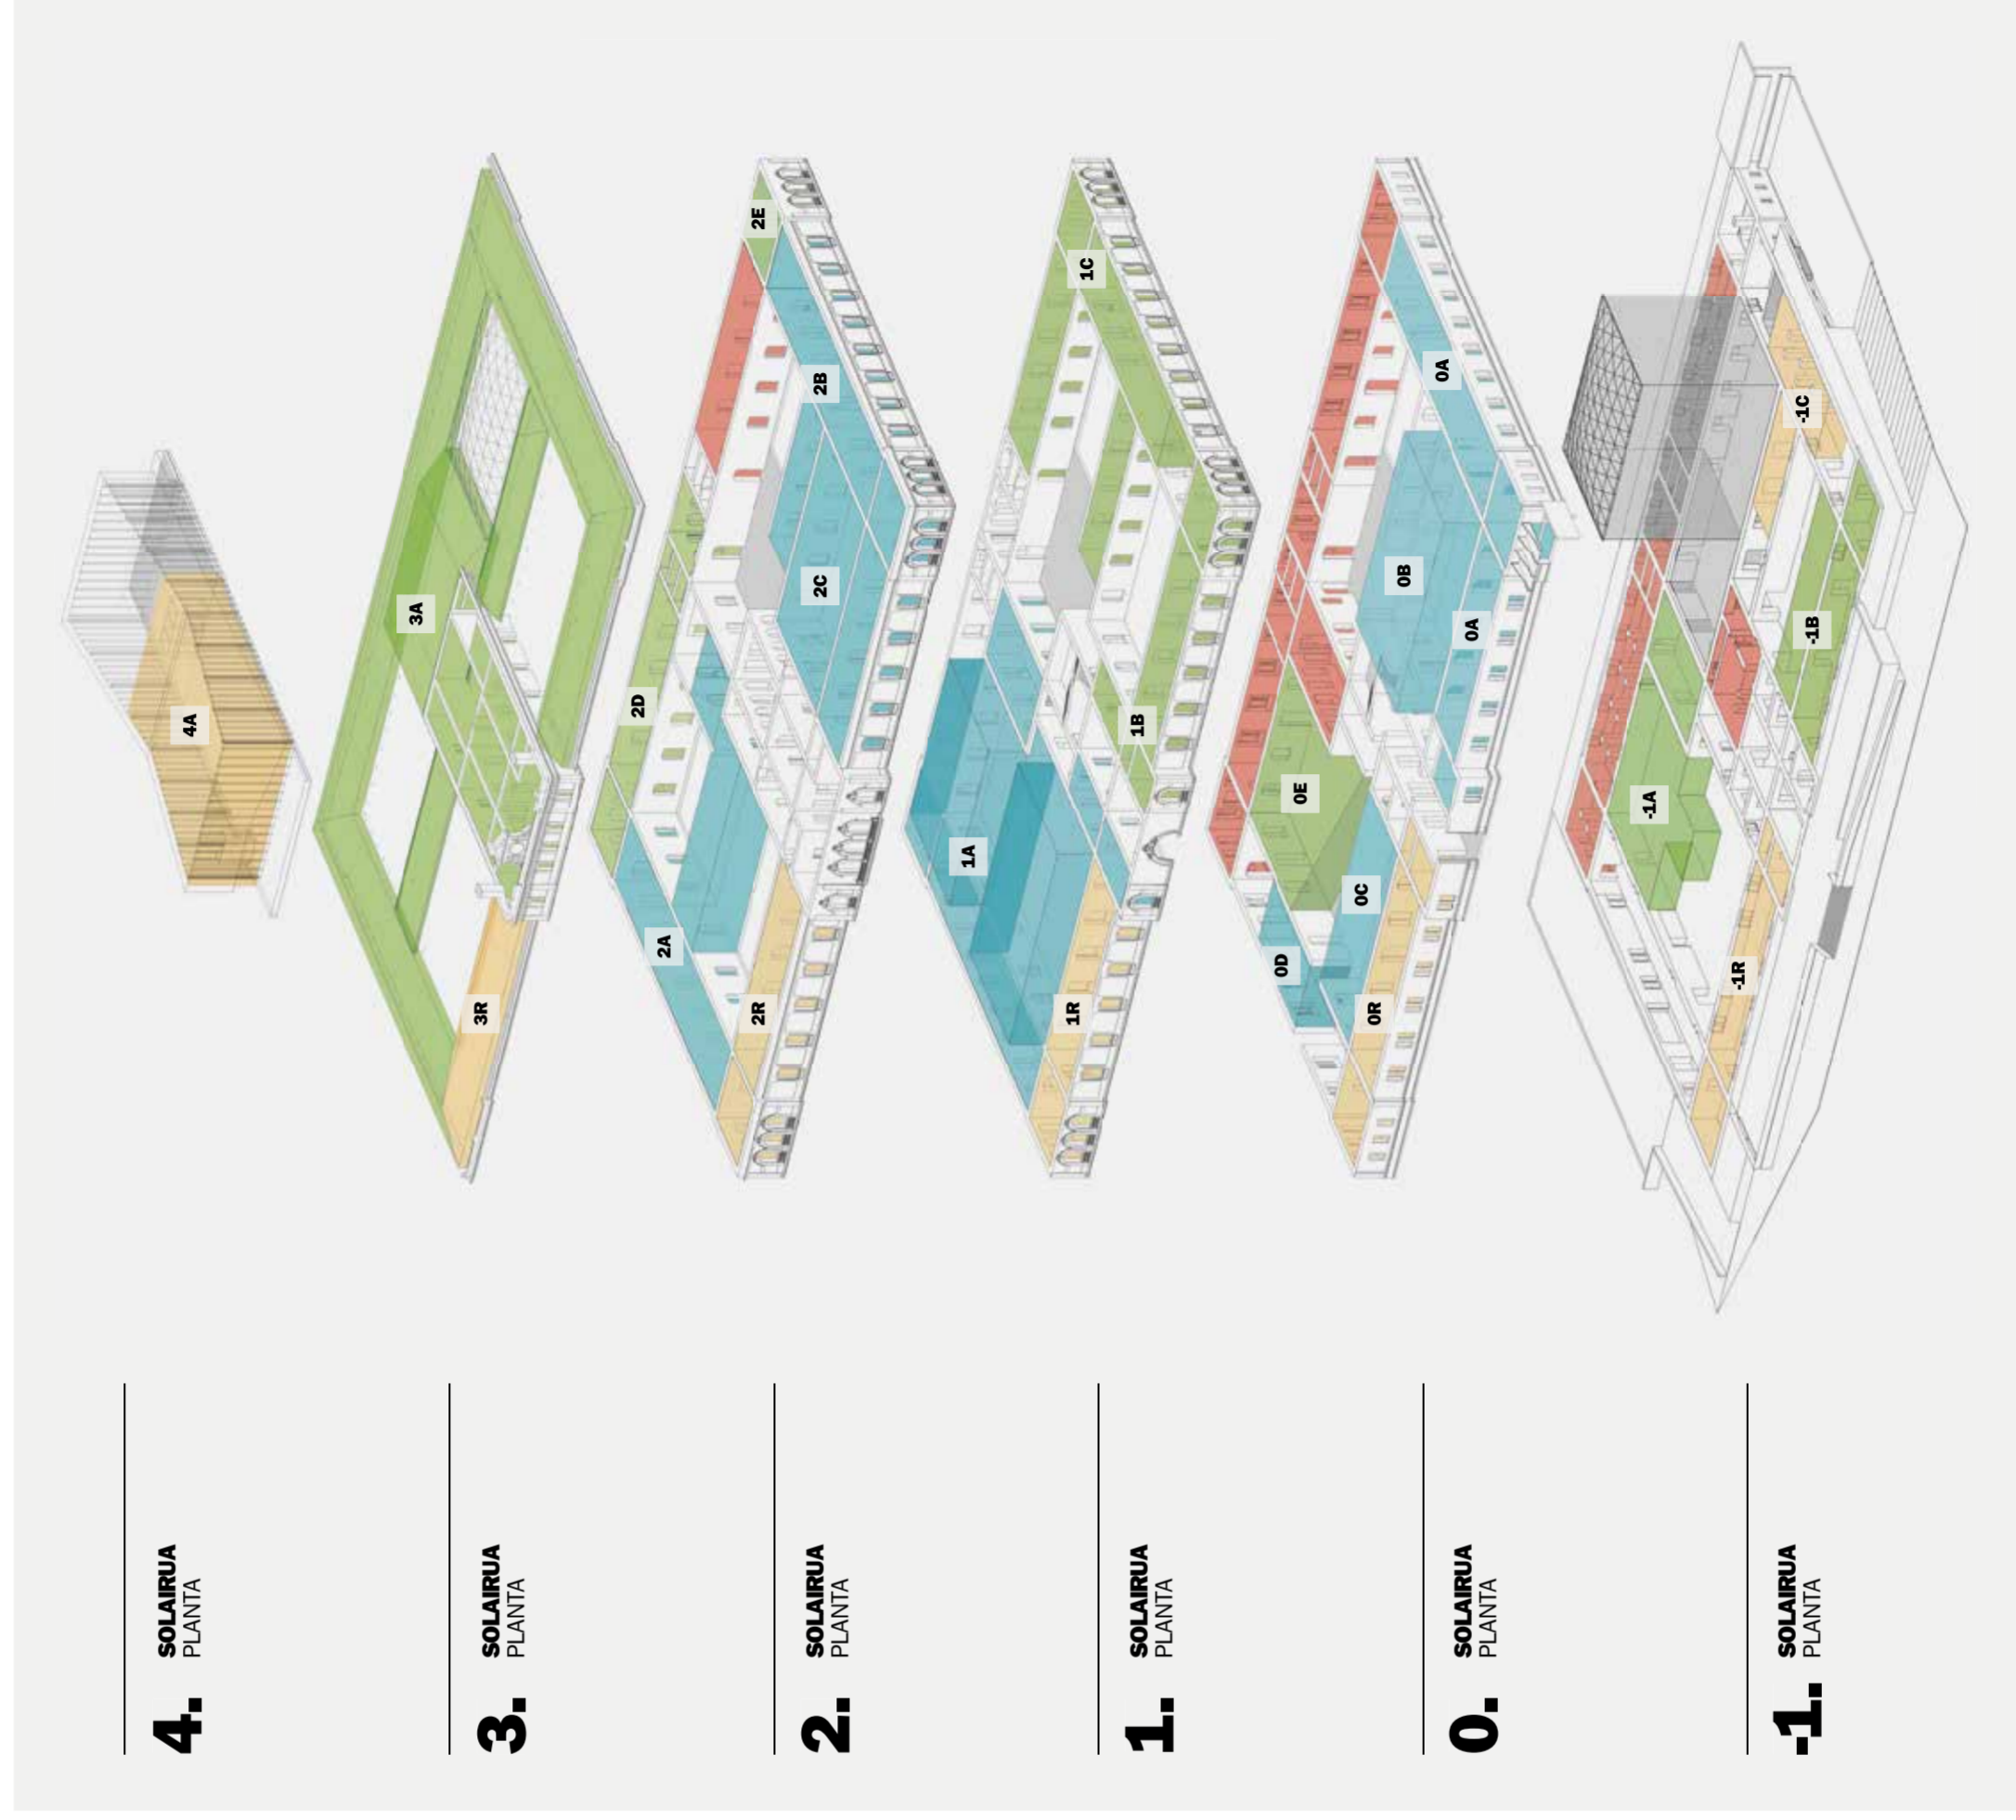 4.
SOLAIRUA
PLANTA
4A
3.
SOLAIRUA
PLANTA
3R
3A
2.
SOLAIRUA
PLANTA
2R
2A
2D
2C
2B
2E
1.
SOLAIRUA
PLANTA
1R
1A
1B
1C
0.
SOLAIRUA
PLANTA
0R
0D
0C
0E
0A
0B
0A
-1.
SOLAIRUA
PLANTA
-1R
-1A
-1B
-1C